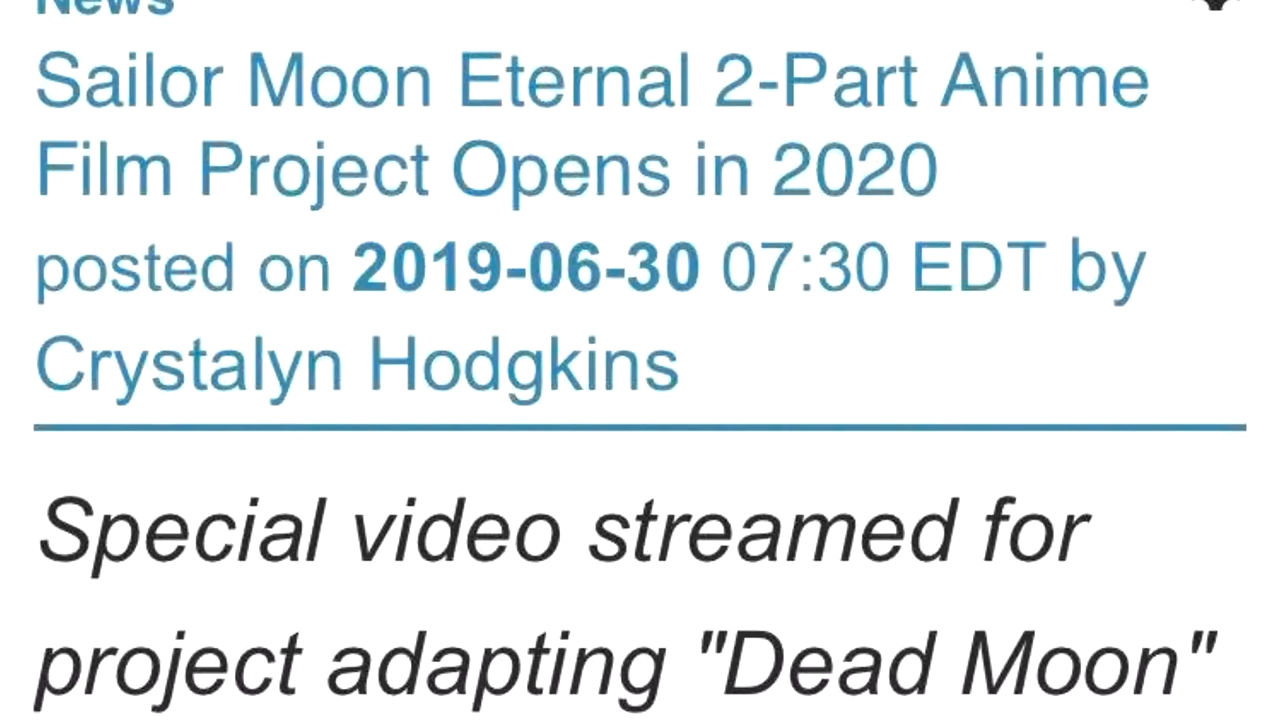 News
Sailor Moon Eternal 2-Part Anime
Film Project Opens in 2020
posted on 2019-06-30 07:30 EDT by
Crystalyn Hodgkins
Special video streamed for
project adapting "Dead Moon"